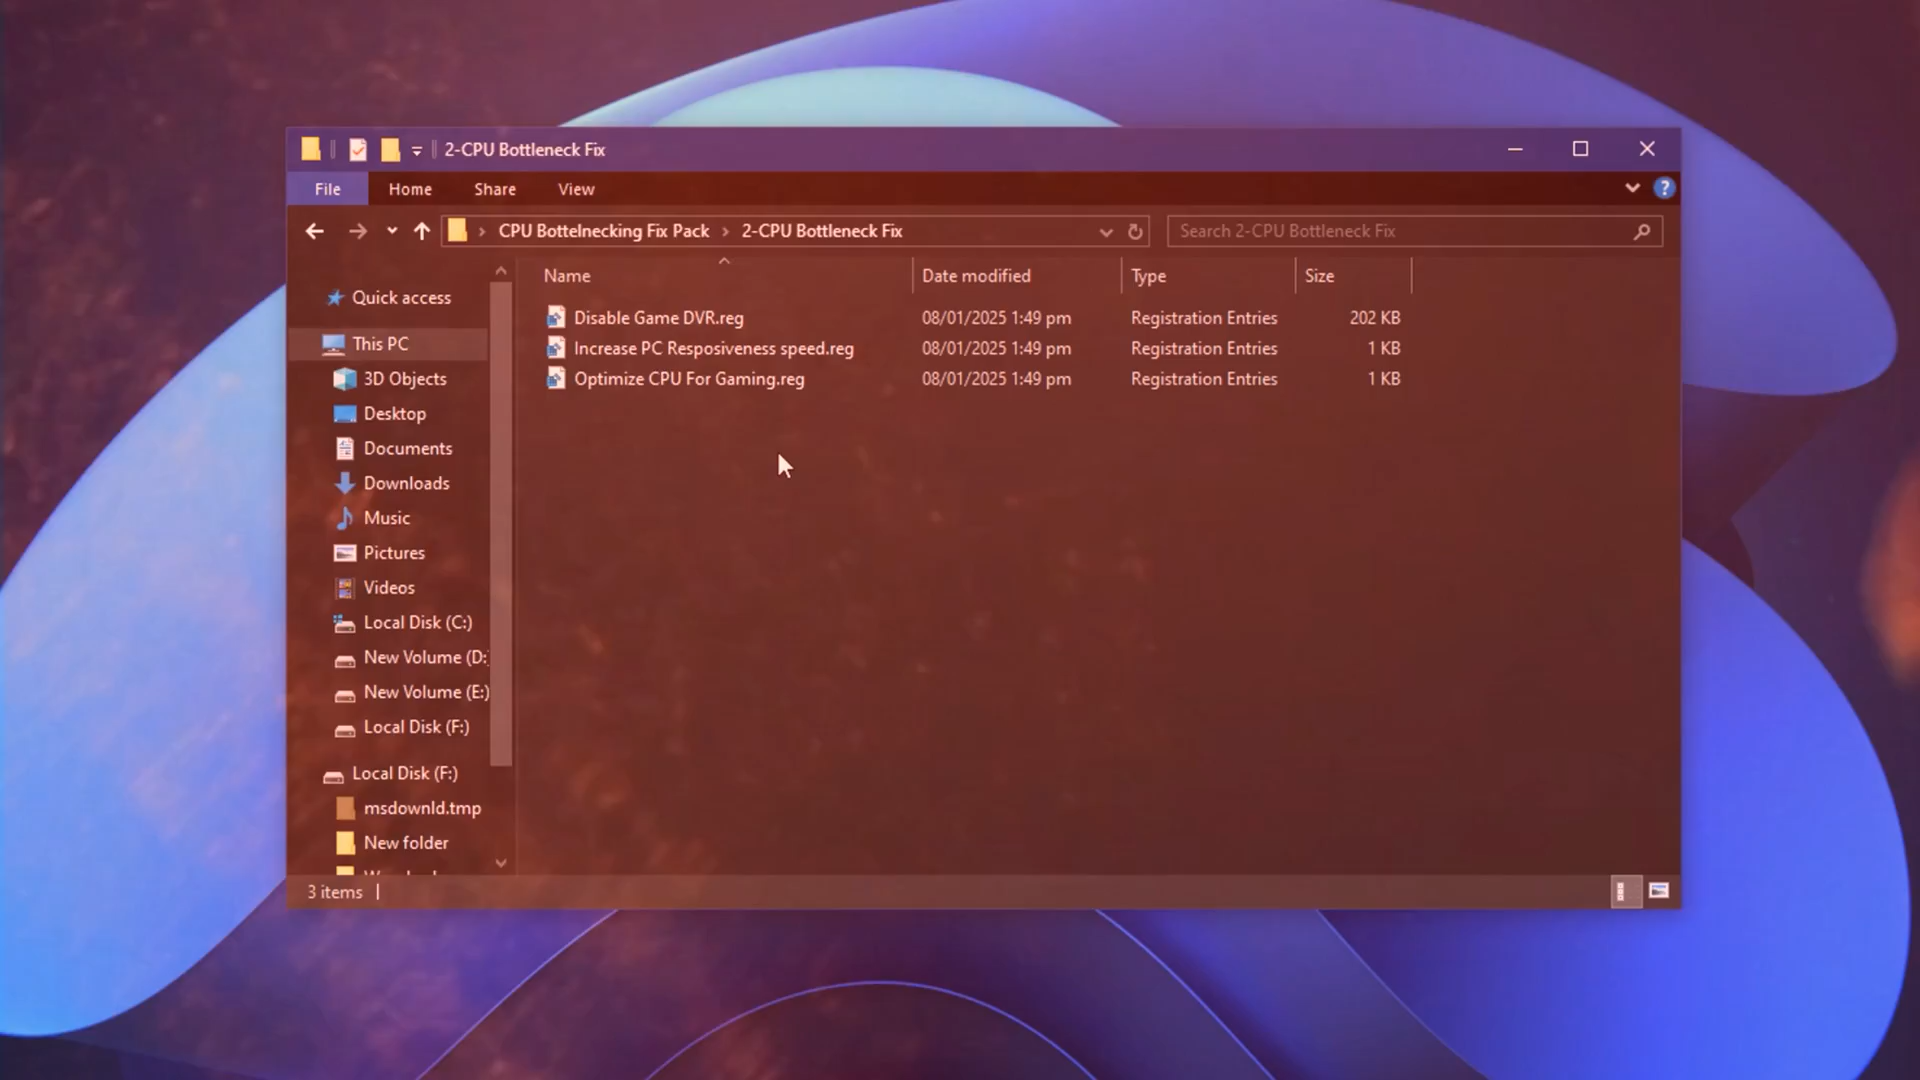 2-CPU Bottleneck Fix
File Home Share View
CPU Bottelnecking Fix Pack 2-CPU Bottleneck Fix Search 2-CPU Bottleneck Fix
Name Date modified Type Size
Disable Game DVR.reg 08/01/2025 1:49 pm Registration Entries 202 KB
Increase PC Resposiveness speed.reg 08/01/2025 1:49 pm Registration Entries 1 KB
Optimize CPU For Gaming.reg 08/01/2025 1:49 pm Registration Entries 1 KB
Quick access
This PC
3D Objects
Desktop
Documents
Downloads
Music
Pictures
Videos
Local Disk (C:)
New Volume (D:
New Volume (E:)
Local Disk (F:)
Local Disk (F:)
msdownld.tmp
New folder
3 items